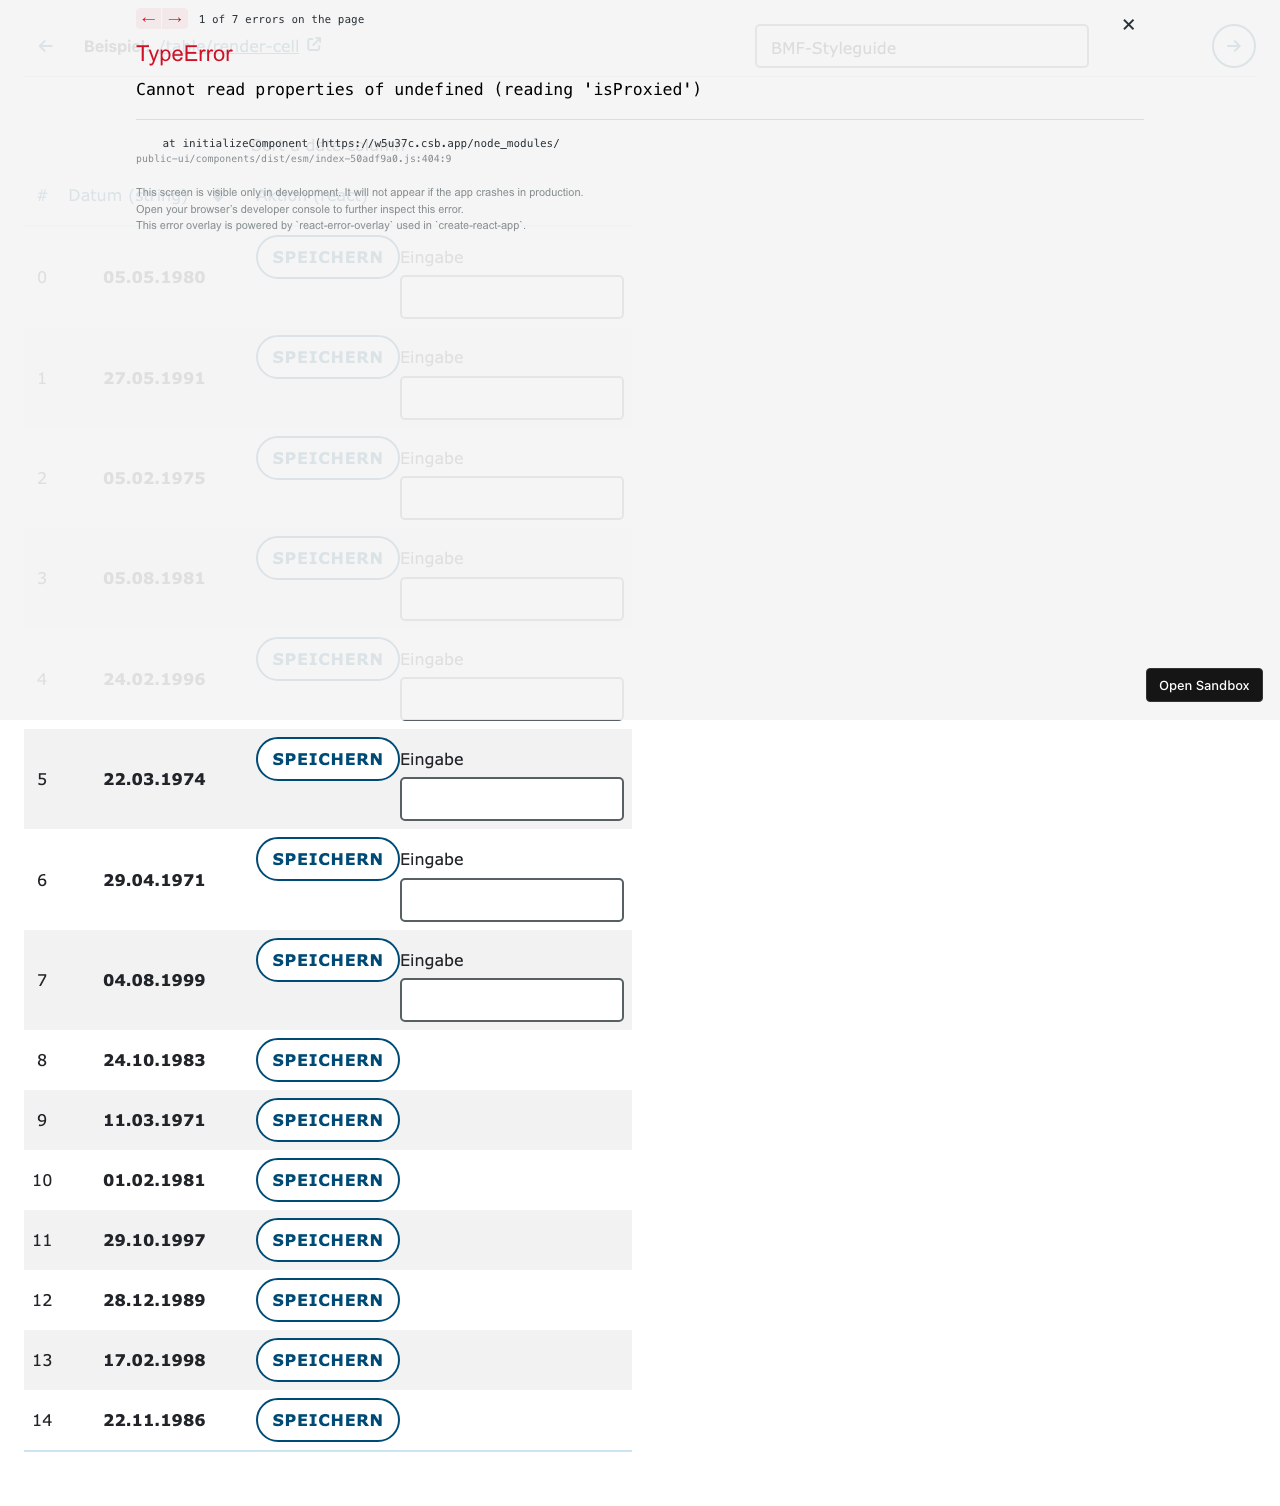 ← → 1 of 7 errors on the page
← Beispiel /table/render-cell
BMF-Styleguide
TypeError
Cannot read properties of undefined (reading 'isProxied')
at initializeComponent (https://w5u37c.csb.app/node_modules/
public-ui/components/dist/esm/index-50adf9a0.js:404:9
# Datum (string) Aktion (react)
This screen is visible only in development. It will not appear if the app crashes in production.
Open your browser's developer console to further inspect this error.
This error overlay is powered by `react-error-overlay` used in `create-react-app`.
0 05.05.1980 SPEICHERN Eingabe
1 27.05.1991 SPEICHERN Eingabe
2 05.02.1975 SPEICHERN Eingabe
3 05.08.1981 SPEICHERN Eingabe
4 24.02.1996 SPEICHERN Eingabe
Open Sandbox
5 22.03.1974 SPEICHERN Eingabe
6 29.04.1971 SPEICHERN Eingabe
7 04.08.1999 SPEICHERN Eingabe
8 24.10.1983 SPEICHERN
9 11.03.1971 SPEICHERN
10 01.02.1981 SPEICHERN
11 29.10.1997 SPEICHERN
12 28.12.1989 SPEICHERN
13 17.02.1998 SPEICHERN
14 22.11.1986 SPEICHERN